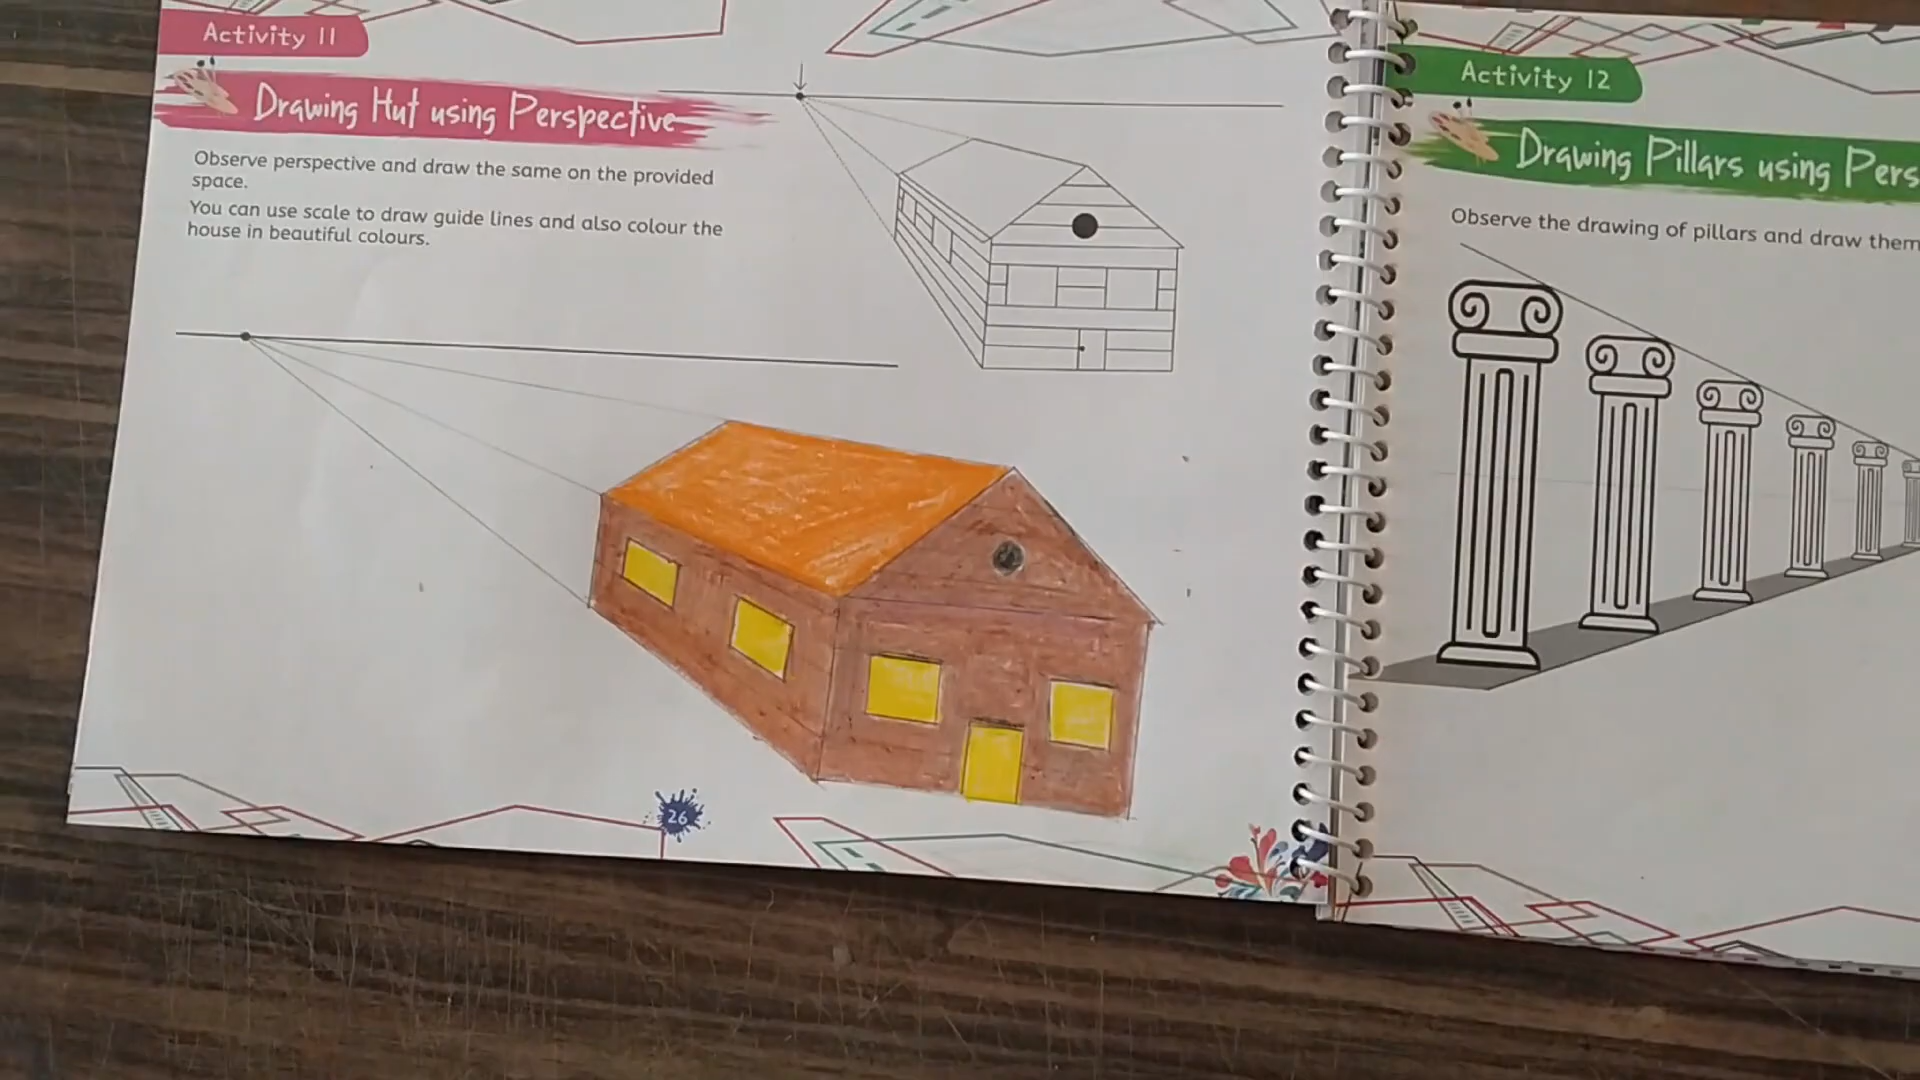 Activity 11
Drawing Hut using Perspective
Observe perspective and draw the same on the provided
space.
You can use scale to draw guide lines and also colour the
house in beautiful colours.
26
Activity 12
Drawing Pillars using Pers
Observe the drawing of pillars and draw them